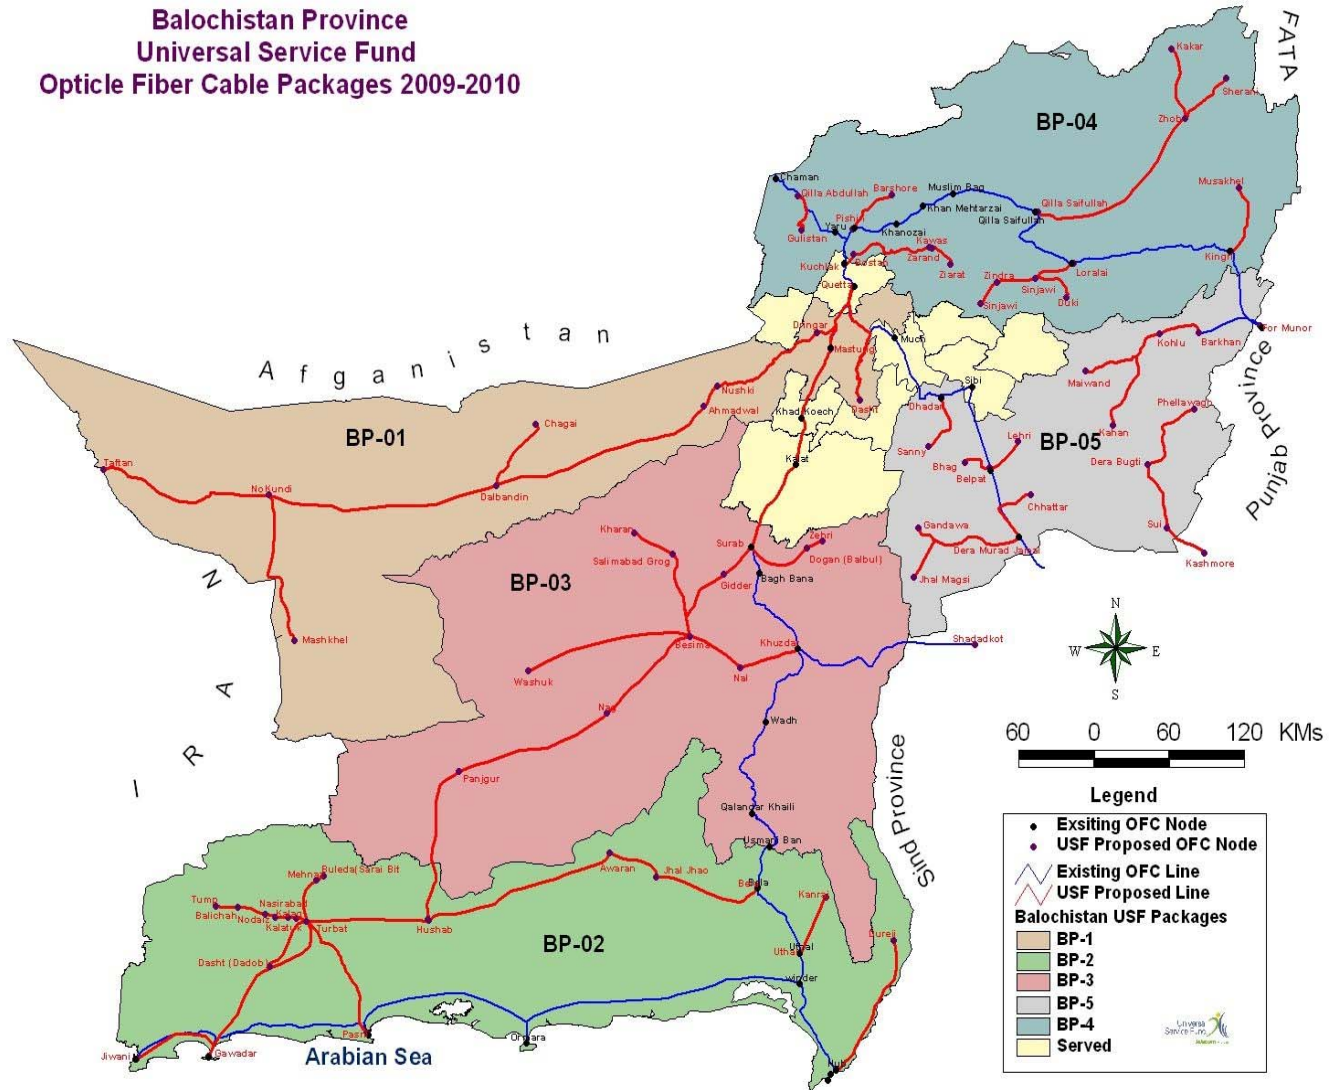 Balochistan Province
Universal Service Fund
Opticle Fiber Cable Packages 2009-2010
FATA
Kakar
Sherani
BP-04
Zhob
Chaman
Musakhel
Qilla Abdullah
Barshore
Muslim Bag
Khan Mehtarzai
Qilla Saifullah
Qilla Saifullah
Pishin
Yaru
Khanozai
Gulistan
Kawas
Zarand
Bostan
Kuchlak
Ziarat
Kingri
Loralai
Zindra
Sinjawi
Sinjawi
Duki
Quetta
Dringar
Mastung
Much
Kohlu
Barkhan
For Munor
Afganistan
Nushki
Ahmadwal
Maiwand
Sibi
Dhadar
Phellawagh
Punjab Province
Khad Koech
Dasht
Kahan
BP-01
Chagai
BP-05
Lehri
Sanny
Bhag
Belpat
Dera Bugti
Taftan
Kalat
NoKundi
Dalbandin
Chhattar
Gandawa
Sui
Kharan
Surab
Zehri
Dogan (Balbul)
Dera Murad Jamal
Kashmore
Salimabad Grog
BP-03
Gidder
Bagh Bana
Jhal Magsi
IRAN
Mashkhel
Besima
Khuzdar
Shadadkot
N
W
E
S
Washuk
Nal
Nag
Wadh
60 0 60 120 KMs
Panjgur
Sind Province
Legend
Qalandar Khaili
Exsiting OFC Node
USF Proposed OFC Node
Usman Ban
Existing OFC Line
USF Proposed Line
Awaran
Jhal Jhao
Bela
Mehnaz
Buleda(Sarai Bit
Kanraj
Balochistan USF Packages
BP-1
BP-2
BP-3
BP-5
BP-4
Served
Tump
Balichah
Nodaiz
Nasirabad
Kalatuk
Turbat
Hushab
BP-02
Uthal
Uthal
Dureji
Dasht (Dadob)
winder
Pasni
Ormara
Jiwani
Gawadar
Arabian Sea
Hub
Universal
Service Fund